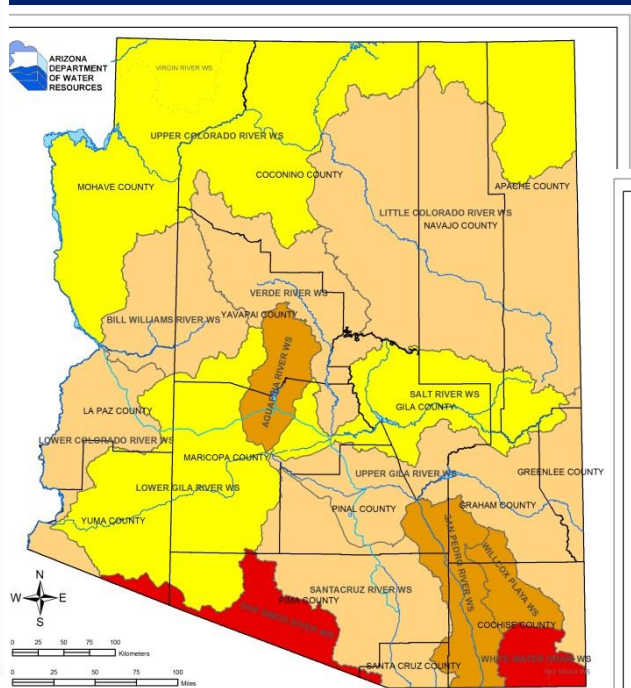 ARIZONA
DEPARTMENT
OF WATER
RESOURCES
VIRGIN RIVER WS
UPPER COLORADO RIVER WS
COCONINO COUNTY
MOHAVE COUNTY
APACHE COUNTY
LITTLE COLORADO RIVER WS
NAVAJO COUNTY
VERDE RIVER WS
YAVAPAI COUNTY
BILL WILLIAMS RIVER WS
AGUA FRIA RIVER WS
SALT RIVER WS
GILA COUNTY
LA PAZ COUNTY
LOWER COLORADO RIVER WS
MARICOPA COUNTY
UPPER GILA RIVER WS
GREENLEE COUNTY
LOWER GILA RIVER WS
PINAL COUNTY
GRAHAM COUNTY
YUMA COUNTY
SAN PEDRO RIVER WS
WILLCOX PLAYA WS
SANTACRUZ RIVER WS
PIMA COUNTY
SAN SIMON RIVER WS
COCHISE COUNTY
WHITE WATER DRAW WS
SANTA CRUZ COUNTY
N
W E
S
0 25 50 75 100
Kilometers
0 25 50 100
Miles